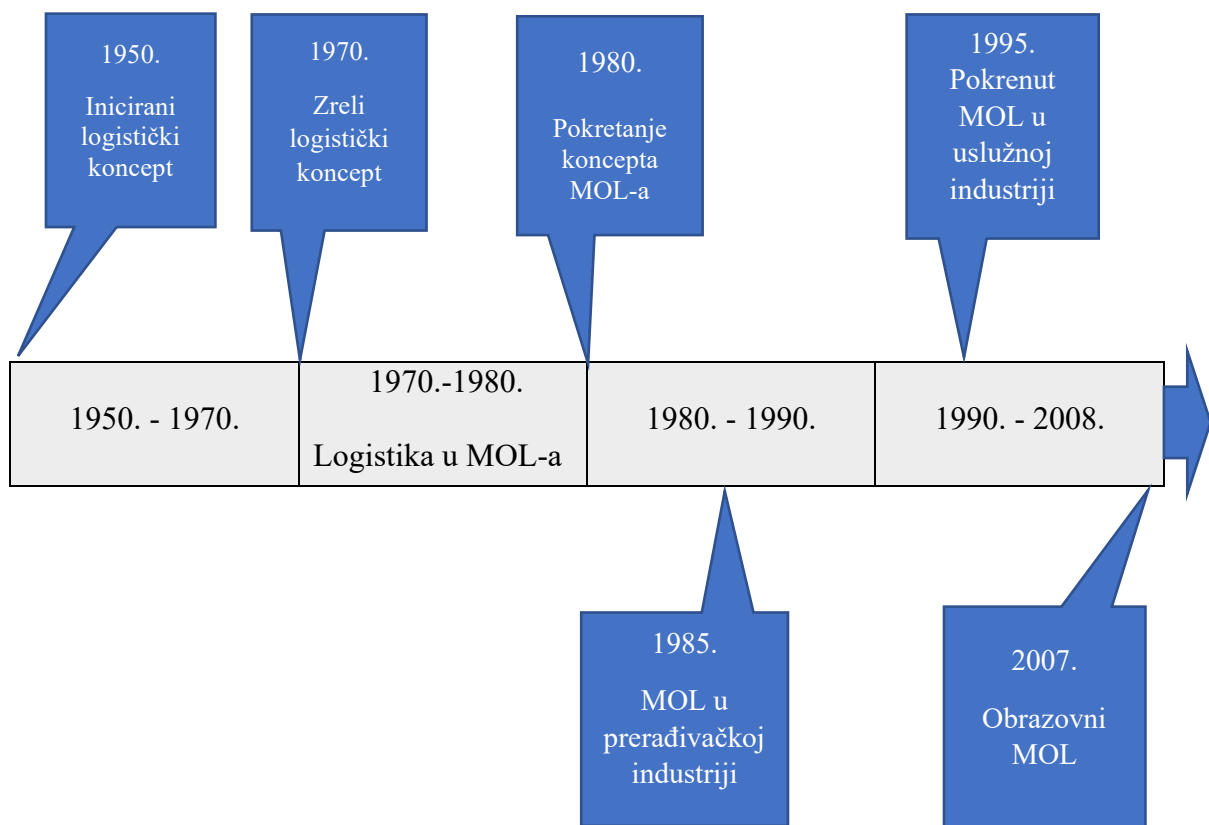 1950.
Inicirani
logistički
koncept
1970.
Zreli
logistički
koncept
1980.
Pokretanje
koncepta
MOL-a
1995.
Pokrenut
MOL u
uslužnoj
industriji
1950. - 1970.
1970.-1980.
Logistika u MOL-a
1980. - 1990.
1990. - 2008.
1985.
MOL u
prerađivačkoj
industriji
2007.
Obrazovni
MOL